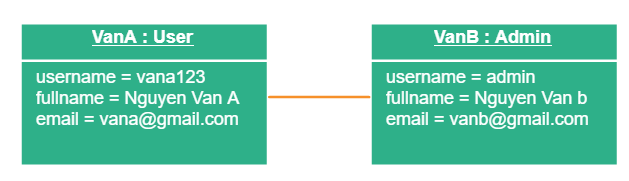 VanA : User
username = vana123
fullname = Nguyen Van A
email = vana@gmail.com
VanB : Admin
username = admin
fullname = Nguyen Van b
email = vanb@gmail.com